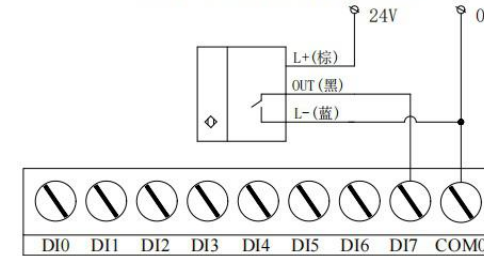 24V
0
L+(棕)
OUT(黑)
L-(蓝)
DI0 DI1 DI2 DI3 DI4 DI5 DI6 DI7 COM0